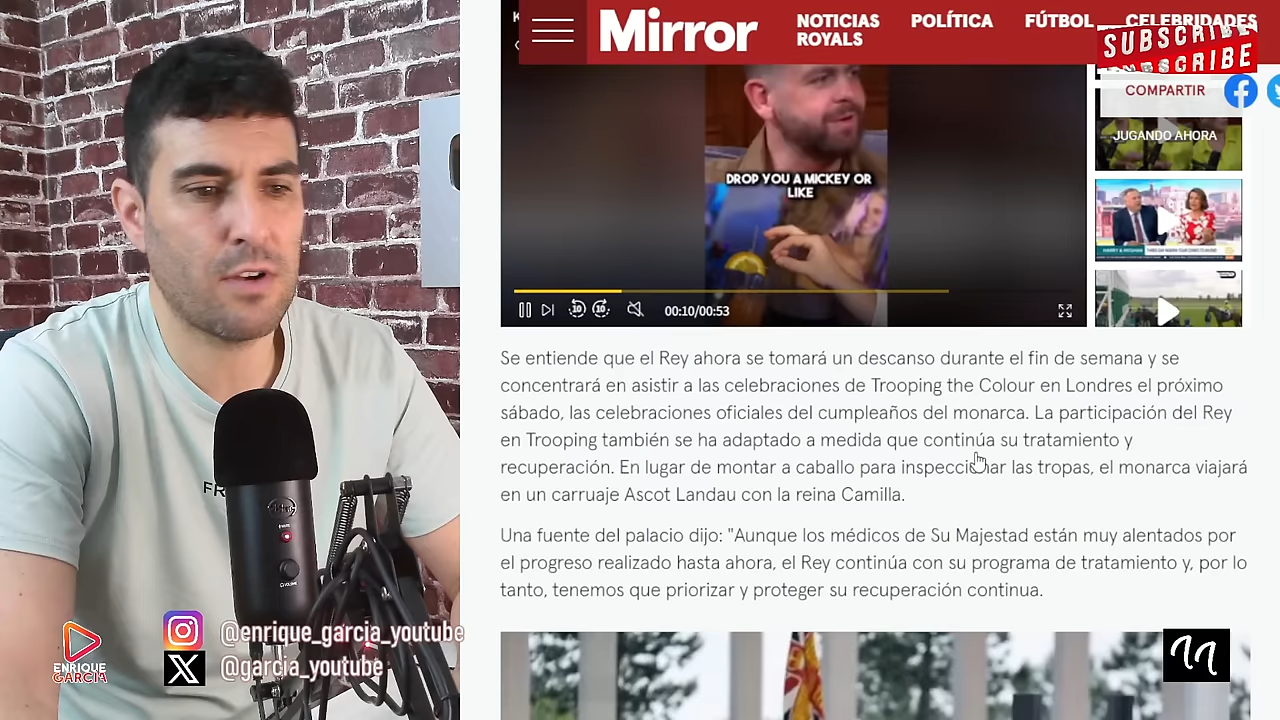 Mirror
NOTICIAS
ROYALS
POLÍTICA
FÚTBOL
CELEBRIDADES
SUBSCRIBE
SUBSCRIBE
COMPARTIR
JUGANDO AHORA
DROP YOU A MICKEY OR
LIKE
10
10
00:10/00:53
Se entiende que el Rey ahora se tomará un descanso durante el fin de semana y se
concentrará en asistir a las celebraciones de Trooping the Colour en Londres el próximo
sábado, las celebraciones oficiales del cumpleaños del monarca. La participación del Rey
en Trooping también se ha adaptado a medida que continúa su tratamiento y
recuperación. En lugar de montar a caballo para inspeccionar las tropas, el monarca viajará
en un carruaje Ascot Landau con la reina Camilla.
Una fuente del palacio dijo: "Aunque los médicos de Su Majestad están muy alentados por
el progreso realizado hasta ahora, el Rey continúa con su programa de tratamiento y, por lo
tanto, tenemos que priorizar y proteger su recuperación continua.
FR
ENRIQUE
GARCIA
@enrique_garcia_youtube
@garcia_youtube